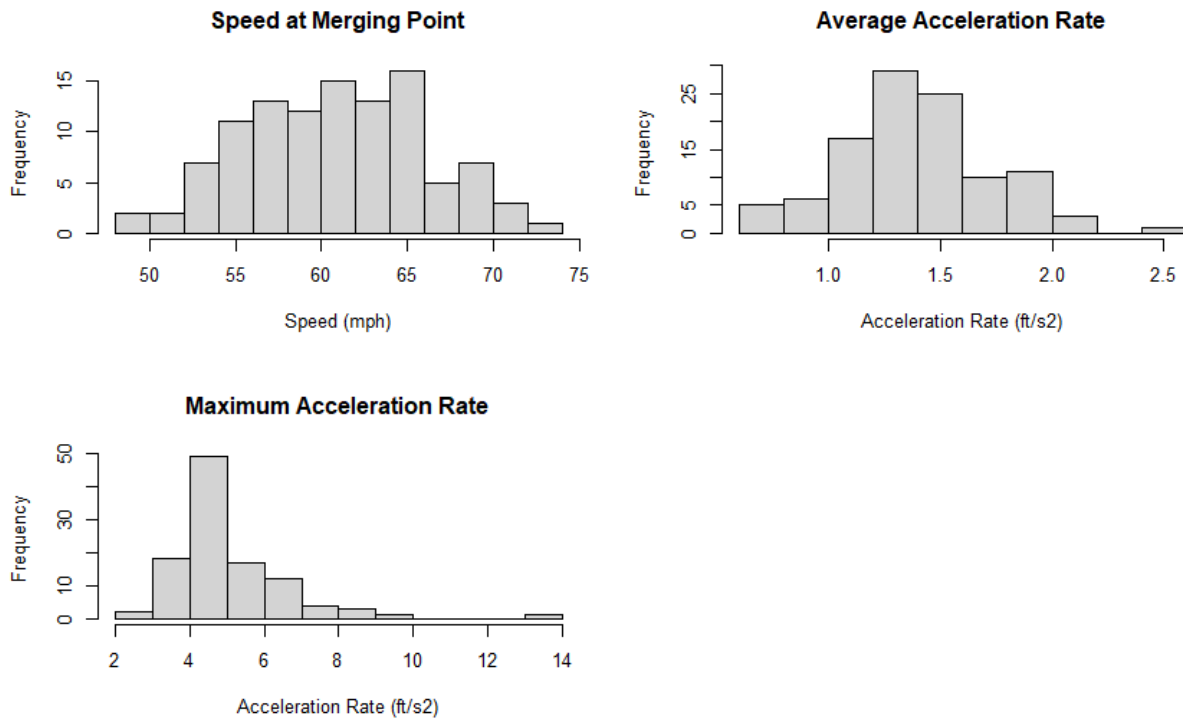 Speed at Merging Point
Frequency
0 5 10 15
50 55 60 65 70 75
Speed (mph)
Average Acceleration Rate
Frequency
5 15 25
0
1.0 1.5 2.0 2.5
Acceleration Rate (ft/s2)
Maximum Acceleration Rate
Frequency
0 10 30 50
2 4 6 8 10 12 14
Acceleration Rate (ft/s2)